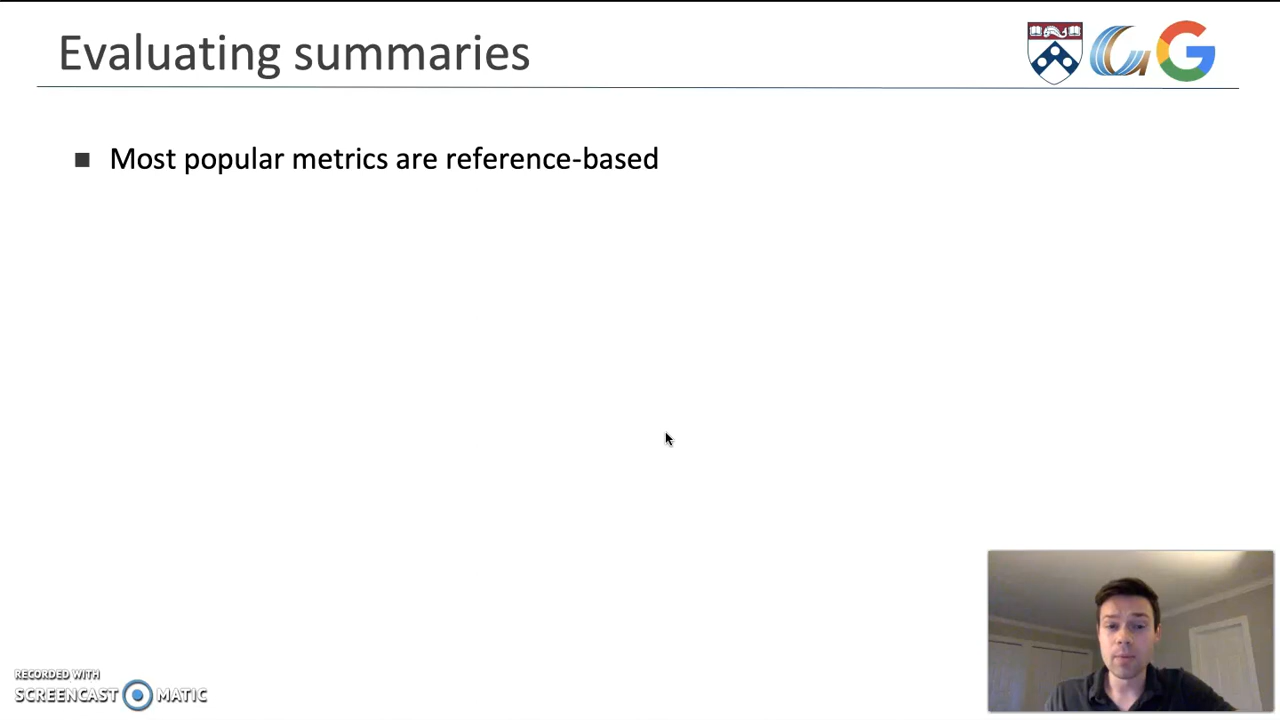 Evaluating summaries
Most popular metrics are reference-based
RECORDED WITH
SCREENCAST MATIC